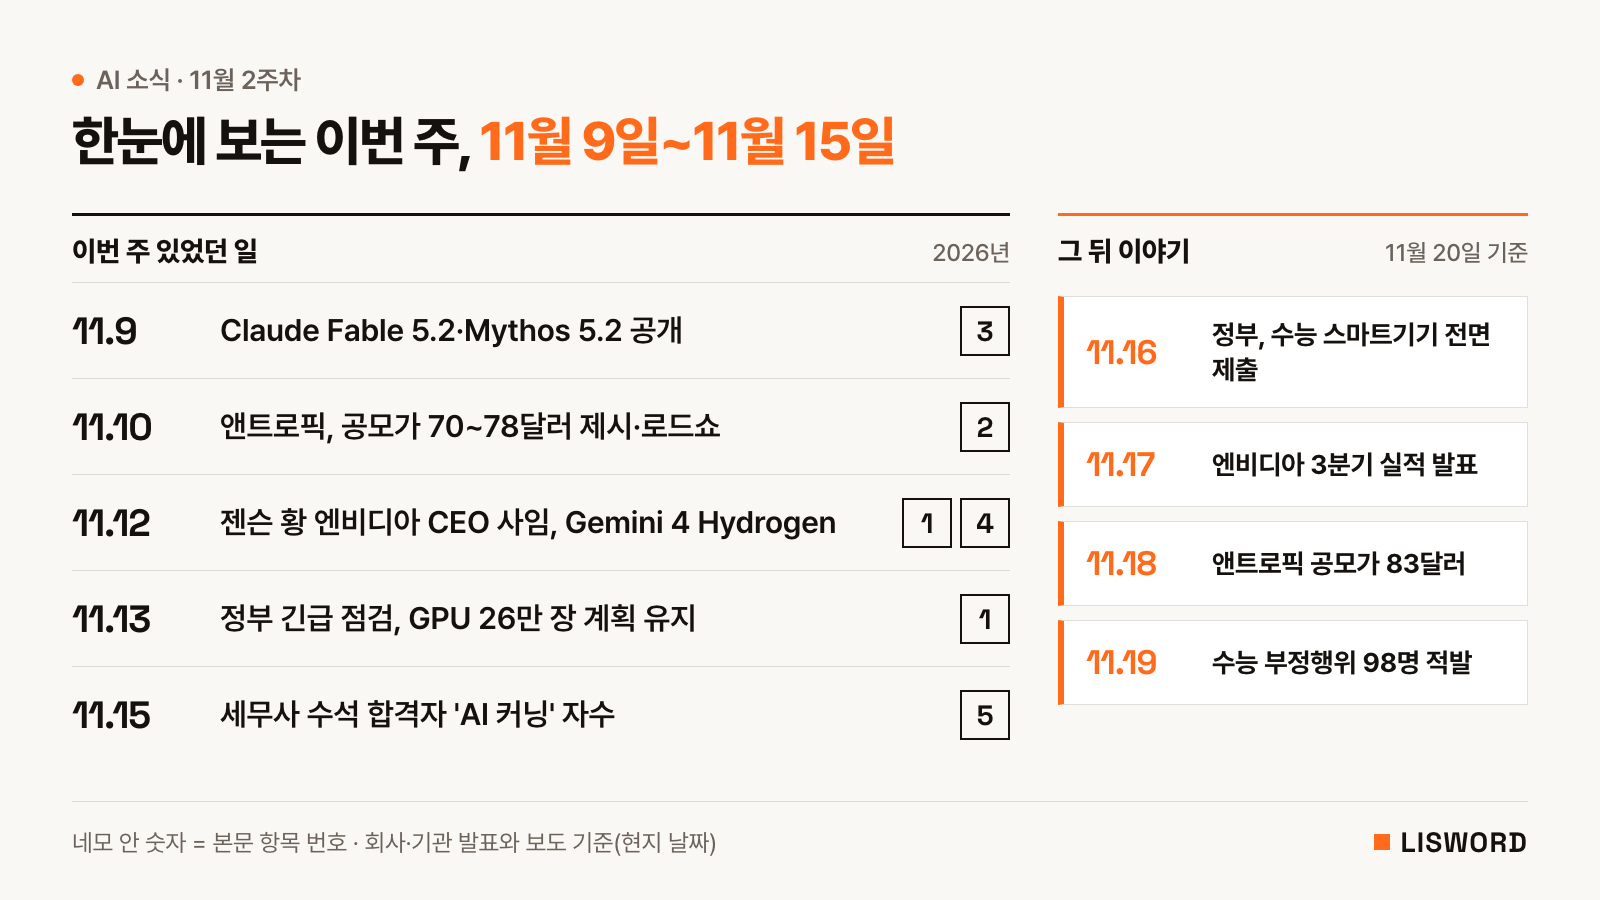 AI 소식 · 11월 2주차
한눈에 보는 이번 주, 11월 9일~11월 15일
이번 주 있었던 일
2026년
11.9
Claude Fable 5.2·Mythos 5.2 공개
3
11.10
앤트로픽, 공모가 70~78달러 제시·로드쇼
2
11.12
젠슨 황 엔비디아 CEO 사임, Gemini 4 Hydrogen
1 4
11.13
정부 긴급 점검, GPU 26만 장 계획 유지
1
11.15
세무사 수석 합격자 'AI 커닝' 자수
5
그 뒤 이야기
11월 20일 기준
11.16
정부, 수능 스마트기기 전면
제출
11.17
엔비디아 3분기 실적 발표
11.18
앤트로픽 공모가 83달러
11.19
수능 부정행위 98명 적발
네모 안 숫자 = 본문 항목 번호 · 회사·기관 발표와 보도 기준(현지 날짜)
LISWORD